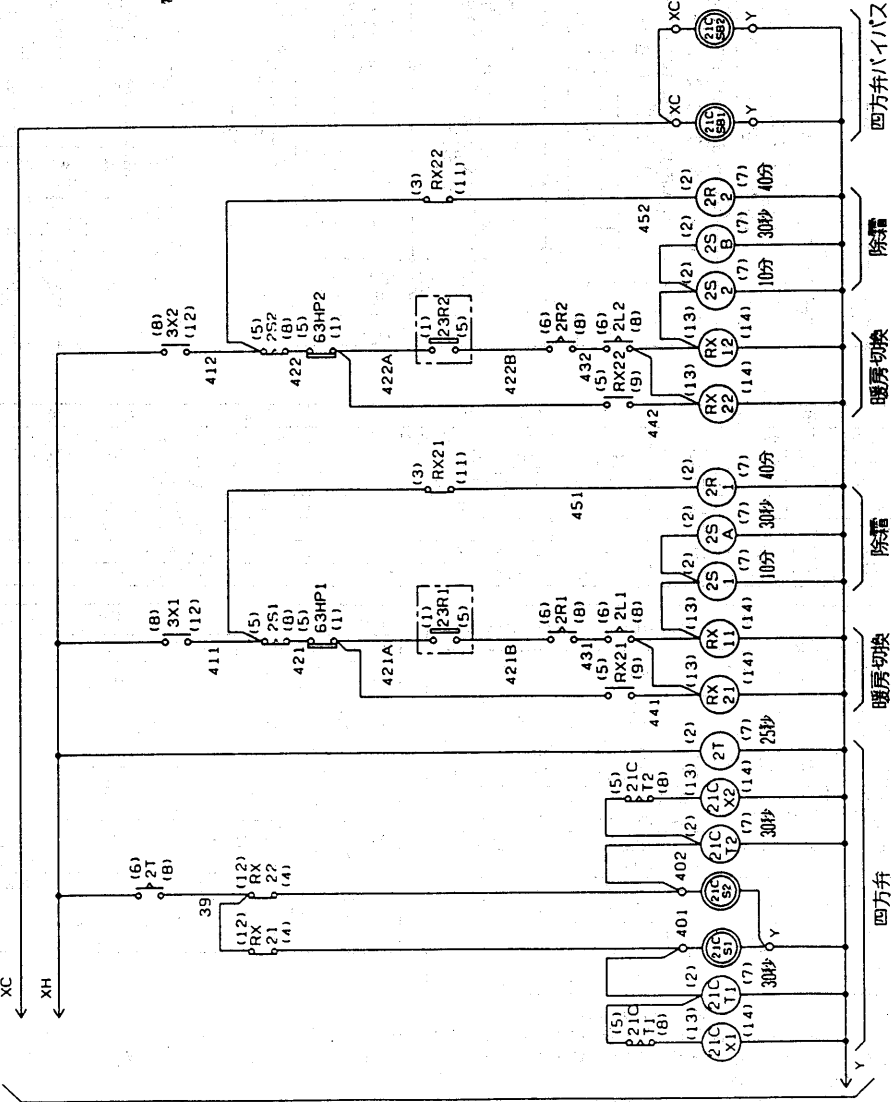 XC
XH
(6)
2T
(8)
39
(12)
RX
22
(4)
(12)
RX
21
(4)
(8)
3X1
(12)
411
(5)
2S1
(8)
421
(5)
63HP1
(1)
421A
(1)
23R1
(5)
421B
(6)
2R1
(8)
431
(6)
2L1
(8)
(5)
RX21
(9)
441
(3)
RX21
(11)
451
(8)
3X2
(12)
412
(5)
2S2
(8)
422
(5)
63HP2
(1)
422A
(1)
23R2
(5)
422B
(6)
2R2
(8)
432
(6)
2L2
(8)
(5)
RX22
(9)
442
(3)
RX22
(11)
452
(5)
21C
T1
(8)
(13)
21C
X1
(14)
(2)
21C
T1
(7)
30秒
401
21C
S1
Y
402
21C
S2
(2)
21C
T2
(7)
30秒
(5)
21C
T2
(8)
(13)
21C
X2
(14)
(2)
2T
(7)
25秒
(13)
RX
21
(14)
(13)
RX
11
(14)
(2)
2S
1
(7)
10分
(2)
2S
A
(7)
30秒
(2)
2R
1
(7)
40分
(13)
RX
22
(14)
(13)
RX
12
(14)
(2)
2S
2
(7)
10分
(2)
2S
B
(7)
30秒
(2)
2R
2
(7)
40分
XC
21C
SB1
Y
XC
21C
SB2
Y
Y
四方弁
暖房切換
除霜
暖房切換
除霜
四方弁バイパス